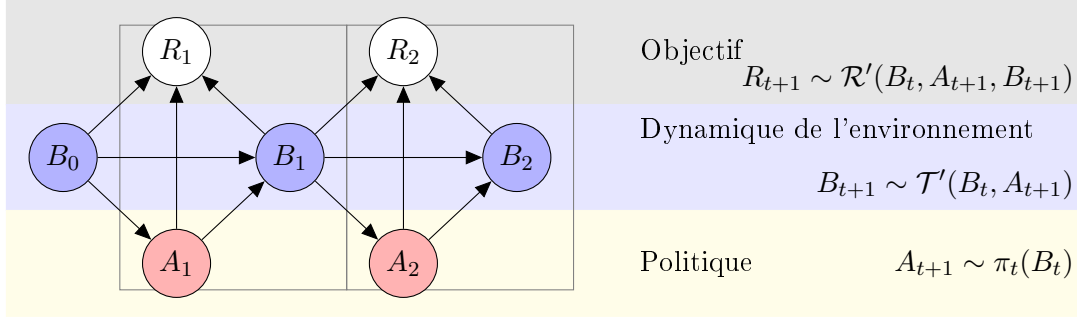 R₁ R₂
B₀ B₁ B₂
A₁ A₂
Objectif
Rₜ₊₁ ∼ ℛ′(Bₜ, Aₜ₊₁, Bₜ₊₁)
Dynamique de l'environnement
Bₜ₊₁ ∼ 𝒯′(Bₜ, Aₜ₊₁)
Politique Aₜ₊₁ ∼ πₜ(Bₜ)